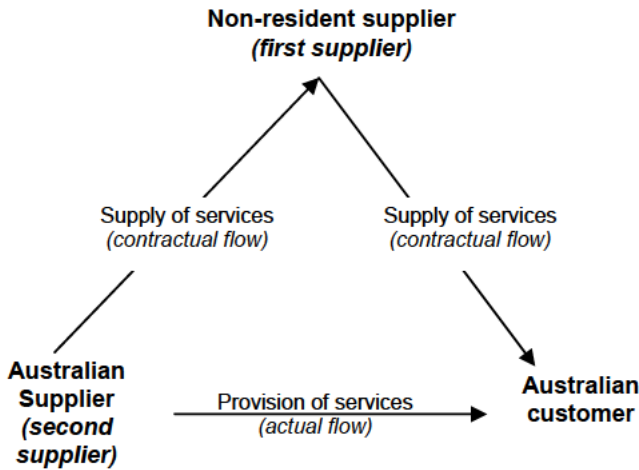 Non-resident supplier
(first supplier)
Supply of services
(contractual flow)
Supply of services
(contractual flow)
Australian
Supplier
(second
supplier)
Provision of services
(actual flow)
Australian
customer